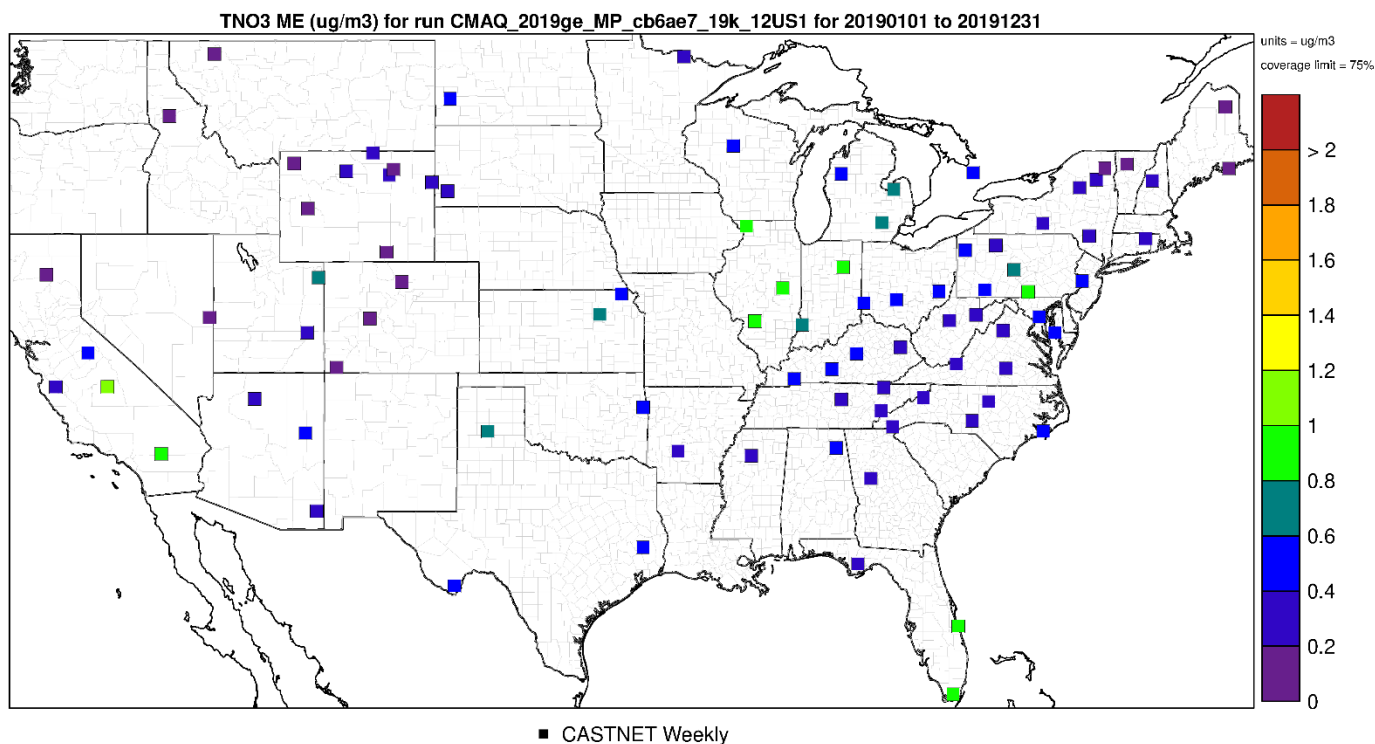 TNO3 ME (ug/m3) for run CMAQ_2019ge_MP_cb6ae7_19k_12US1 for 20190101 to 20191231
units = ug/m3
coverage limit = 75%
> 2
1.8
1.6
1.4
1.2
1
0.8
0.6
0.4
0.2
0
CASTNET Weekly